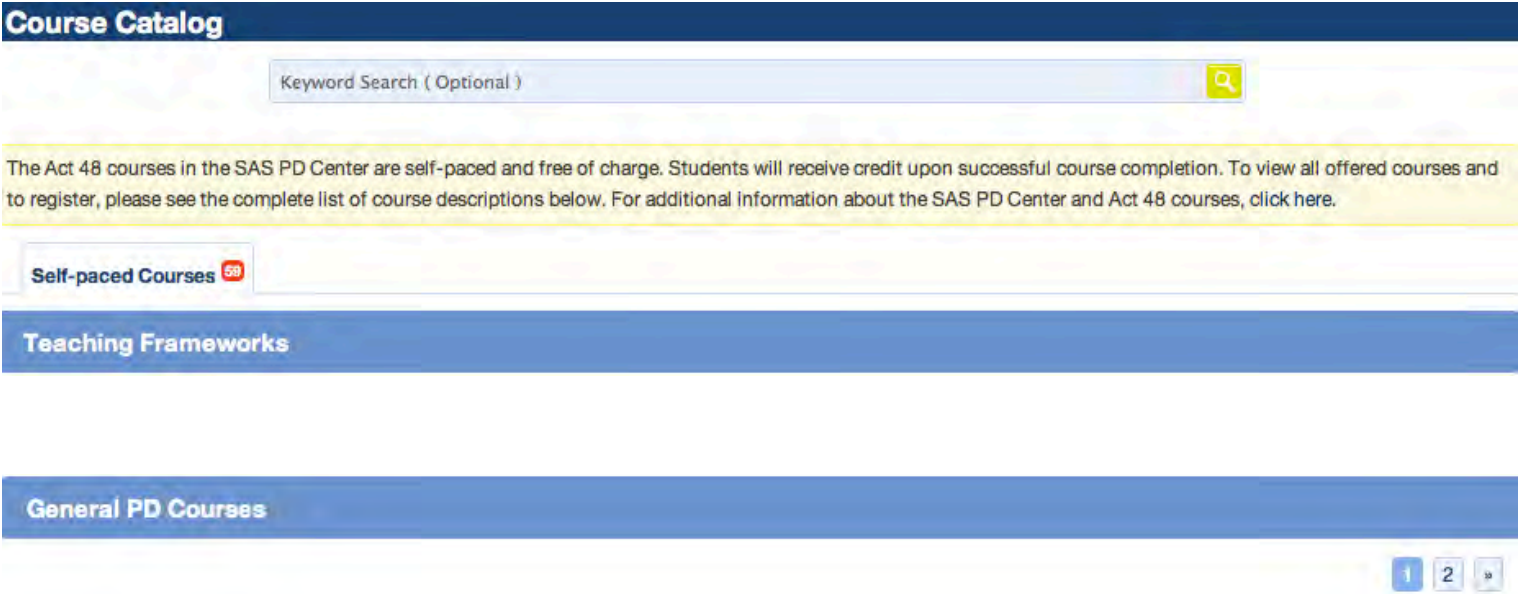 Course Catalog
Keyword Search ( Optional )
The Act 48 courses in the SAS PD Center are self-paced and free of charge. Students will receive credit upon successful course completion. To view all offered courses and
to register, please see the complete list of course descriptions below. For additional information about the SAS PD Center and Act 48 courses, click here.
Self-paced Courses 59
Teaching Frameworks
General PD Courses
1 2 »